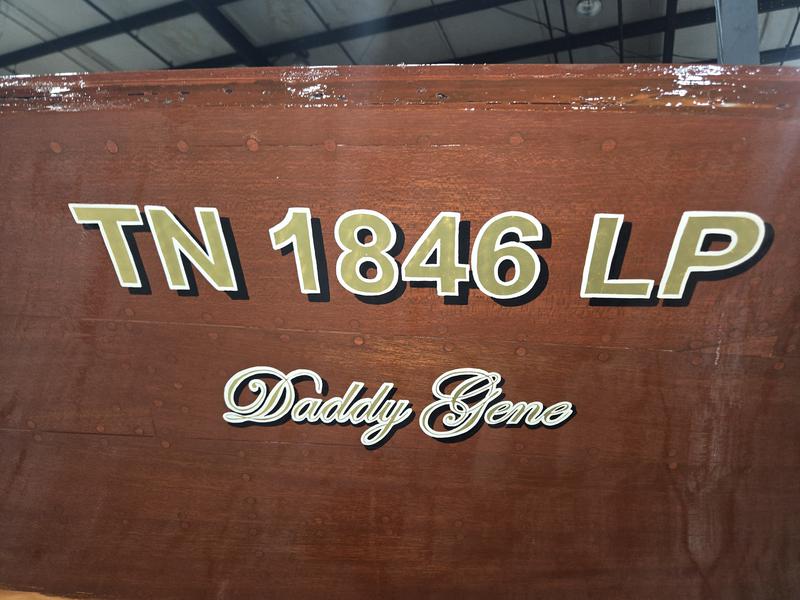 TN 1846 LP
Daddy Gene